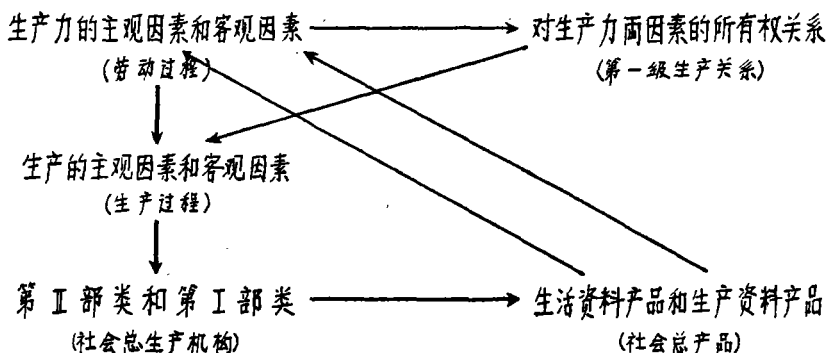 生产力的主观因素和客观因素
对生产力两因素的所有权关系
(劳动过程)
(第一级生产关系)
生产的主观因素和客观因素
(生产过程)
第Ⅱ部类和第Ⅰ部类
生活资料产品和生产资料产品
(社会总生产机构)
(社会总产品)